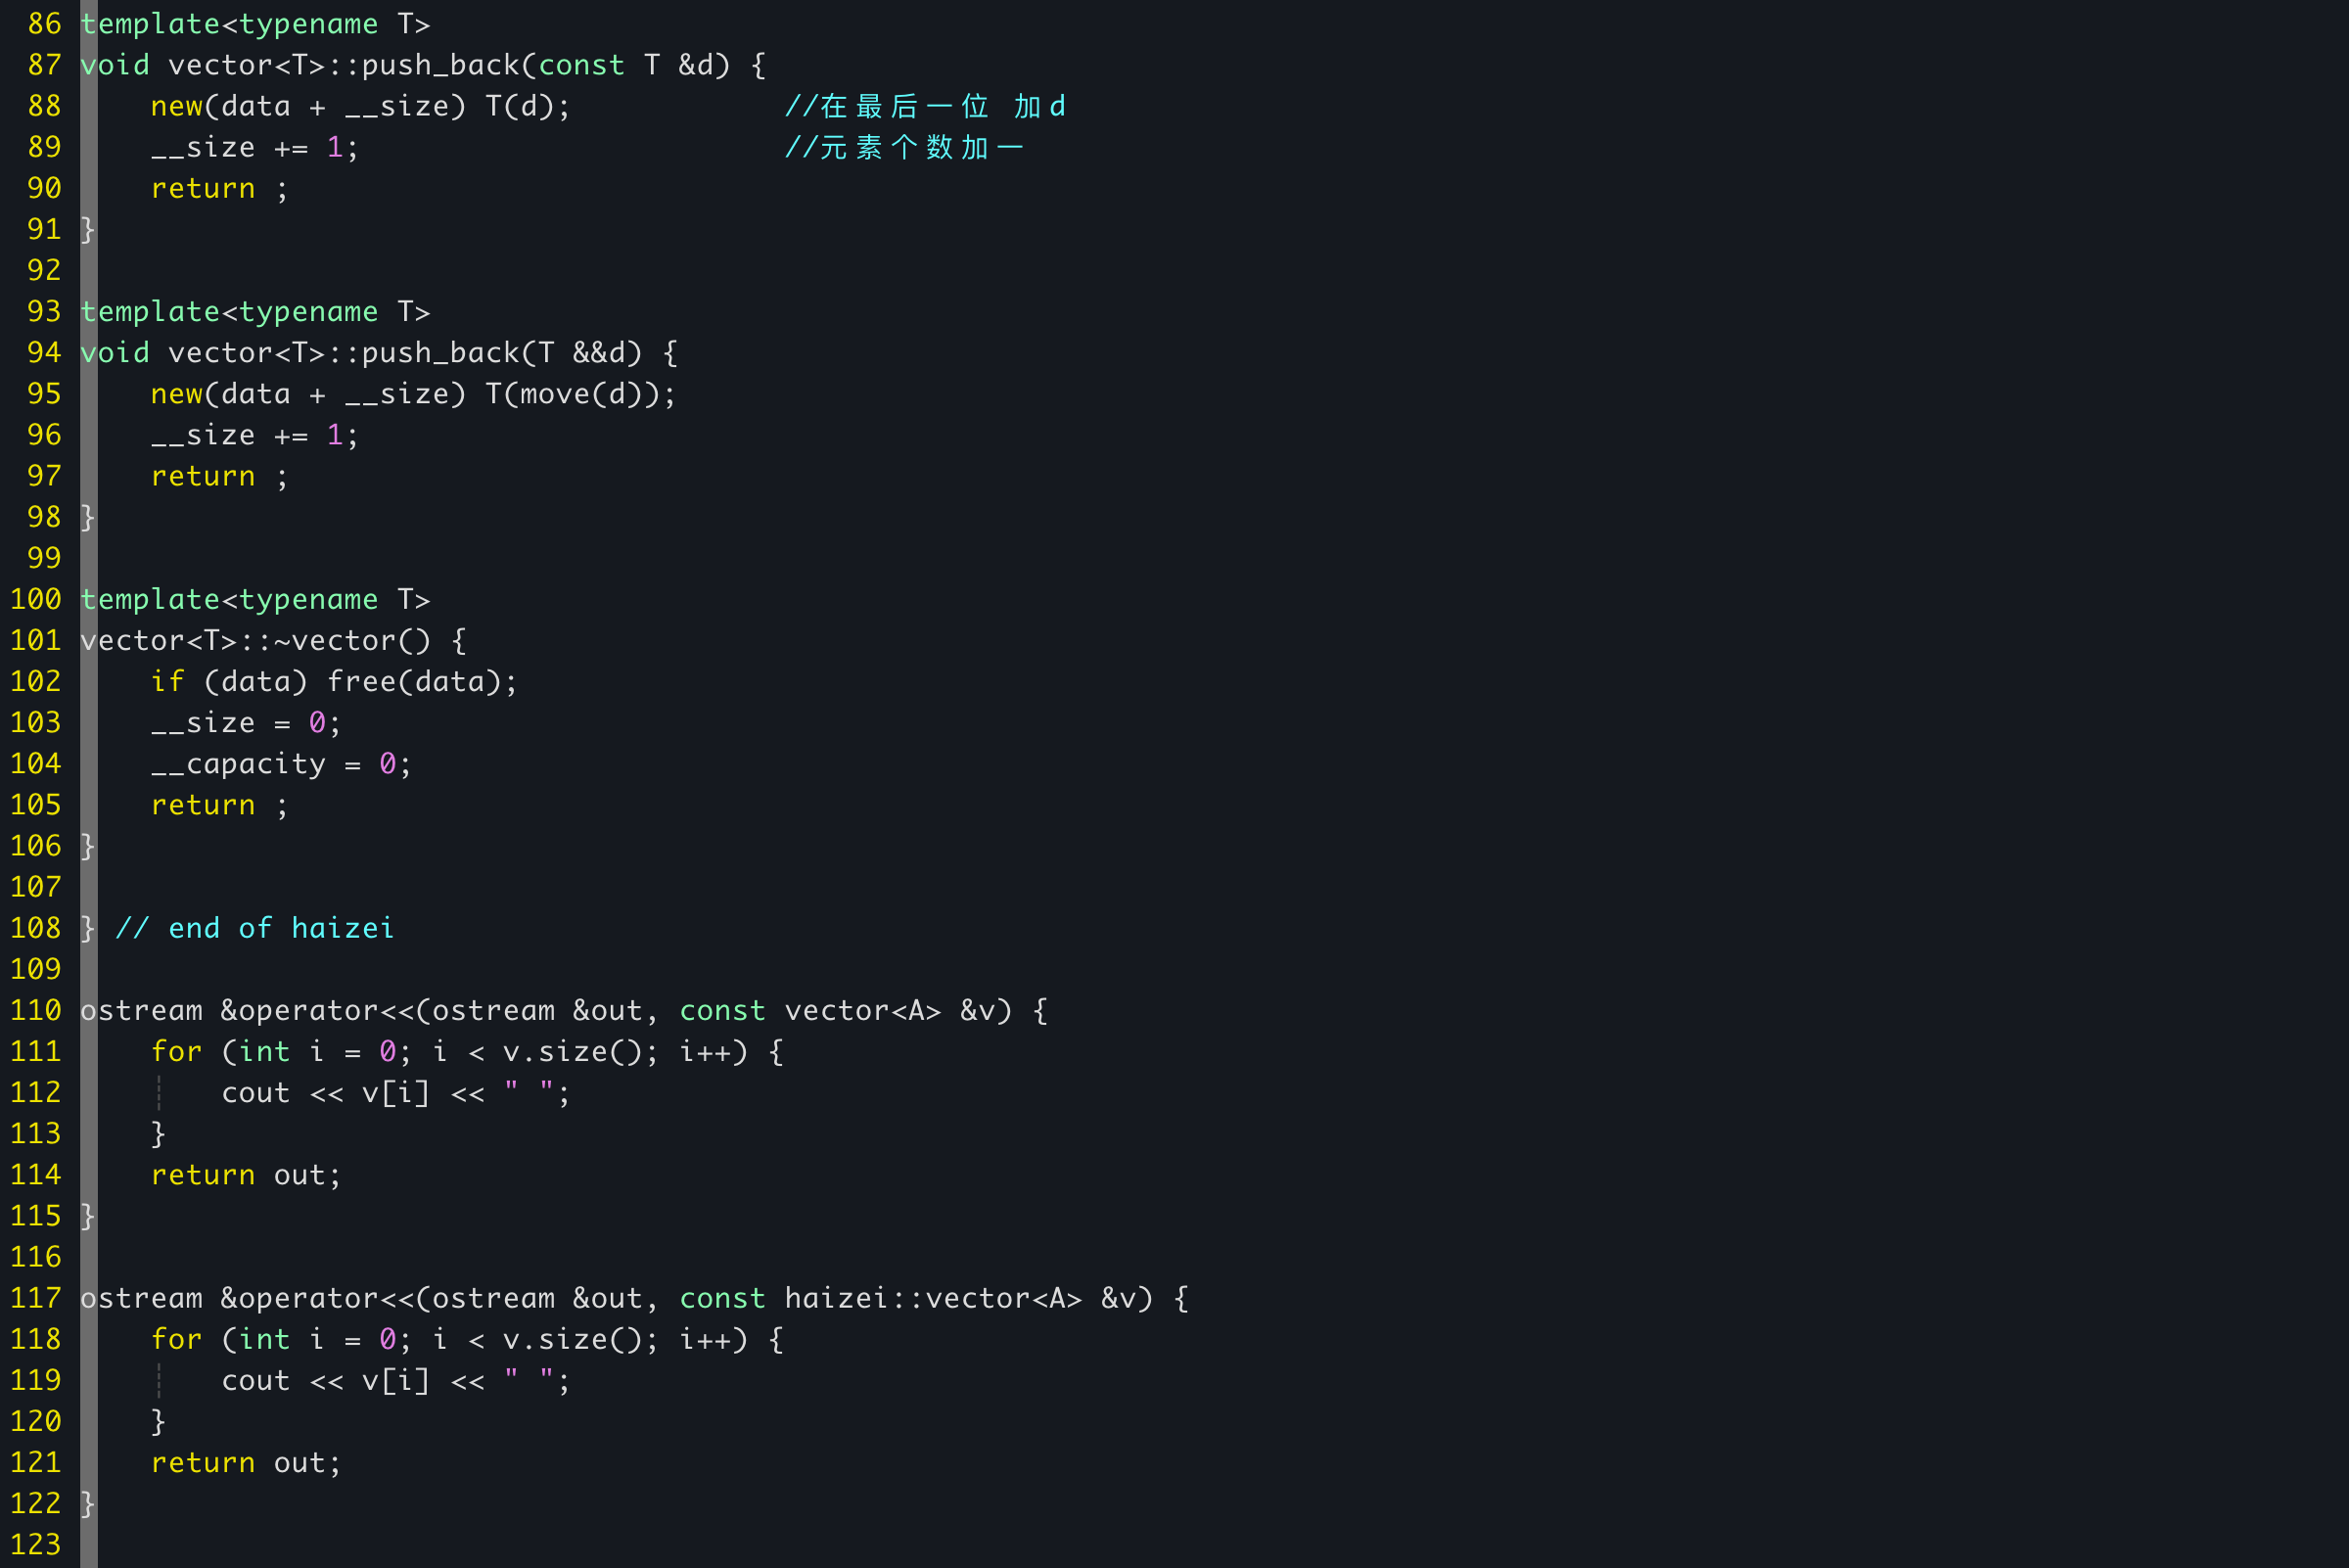 86 template<typename T>
87 void vector<T>::push_back(const T &d) {
88     new(data + __size) T(d);            //在最后一位 加d
89     __size += 1;                        //元素个数加一
90     return ;
91 }
92
93 template<typename T>
94 void vector<T>::push_back(T &&d) {
95     new(data + __size) T(move(d));
96     __size += 1;
97     return ;
98 }
99
100 template<typename T>
101 vector<T>::~vector() {
102     if (data) free(data);
103     __size = 0;
104     __capacity = 0;
105     return ;
106 }
107
108 } // end of haizei
109
110 ostream &operator<<(ostream &out, const vector<A> &v) {
111     for (int i = 0; i < v.size(); i++) {
112         cout << v[i] << " ";
113     }
114     return out;
115 }
116
117 ostream &operator<<(ostream &out, const haizei::vector<A> &v) {
118     for (int i = 0; i < v.size(); i++) {
119         cout << v[i] << " ";
120     }
121     return out;
122 }
123